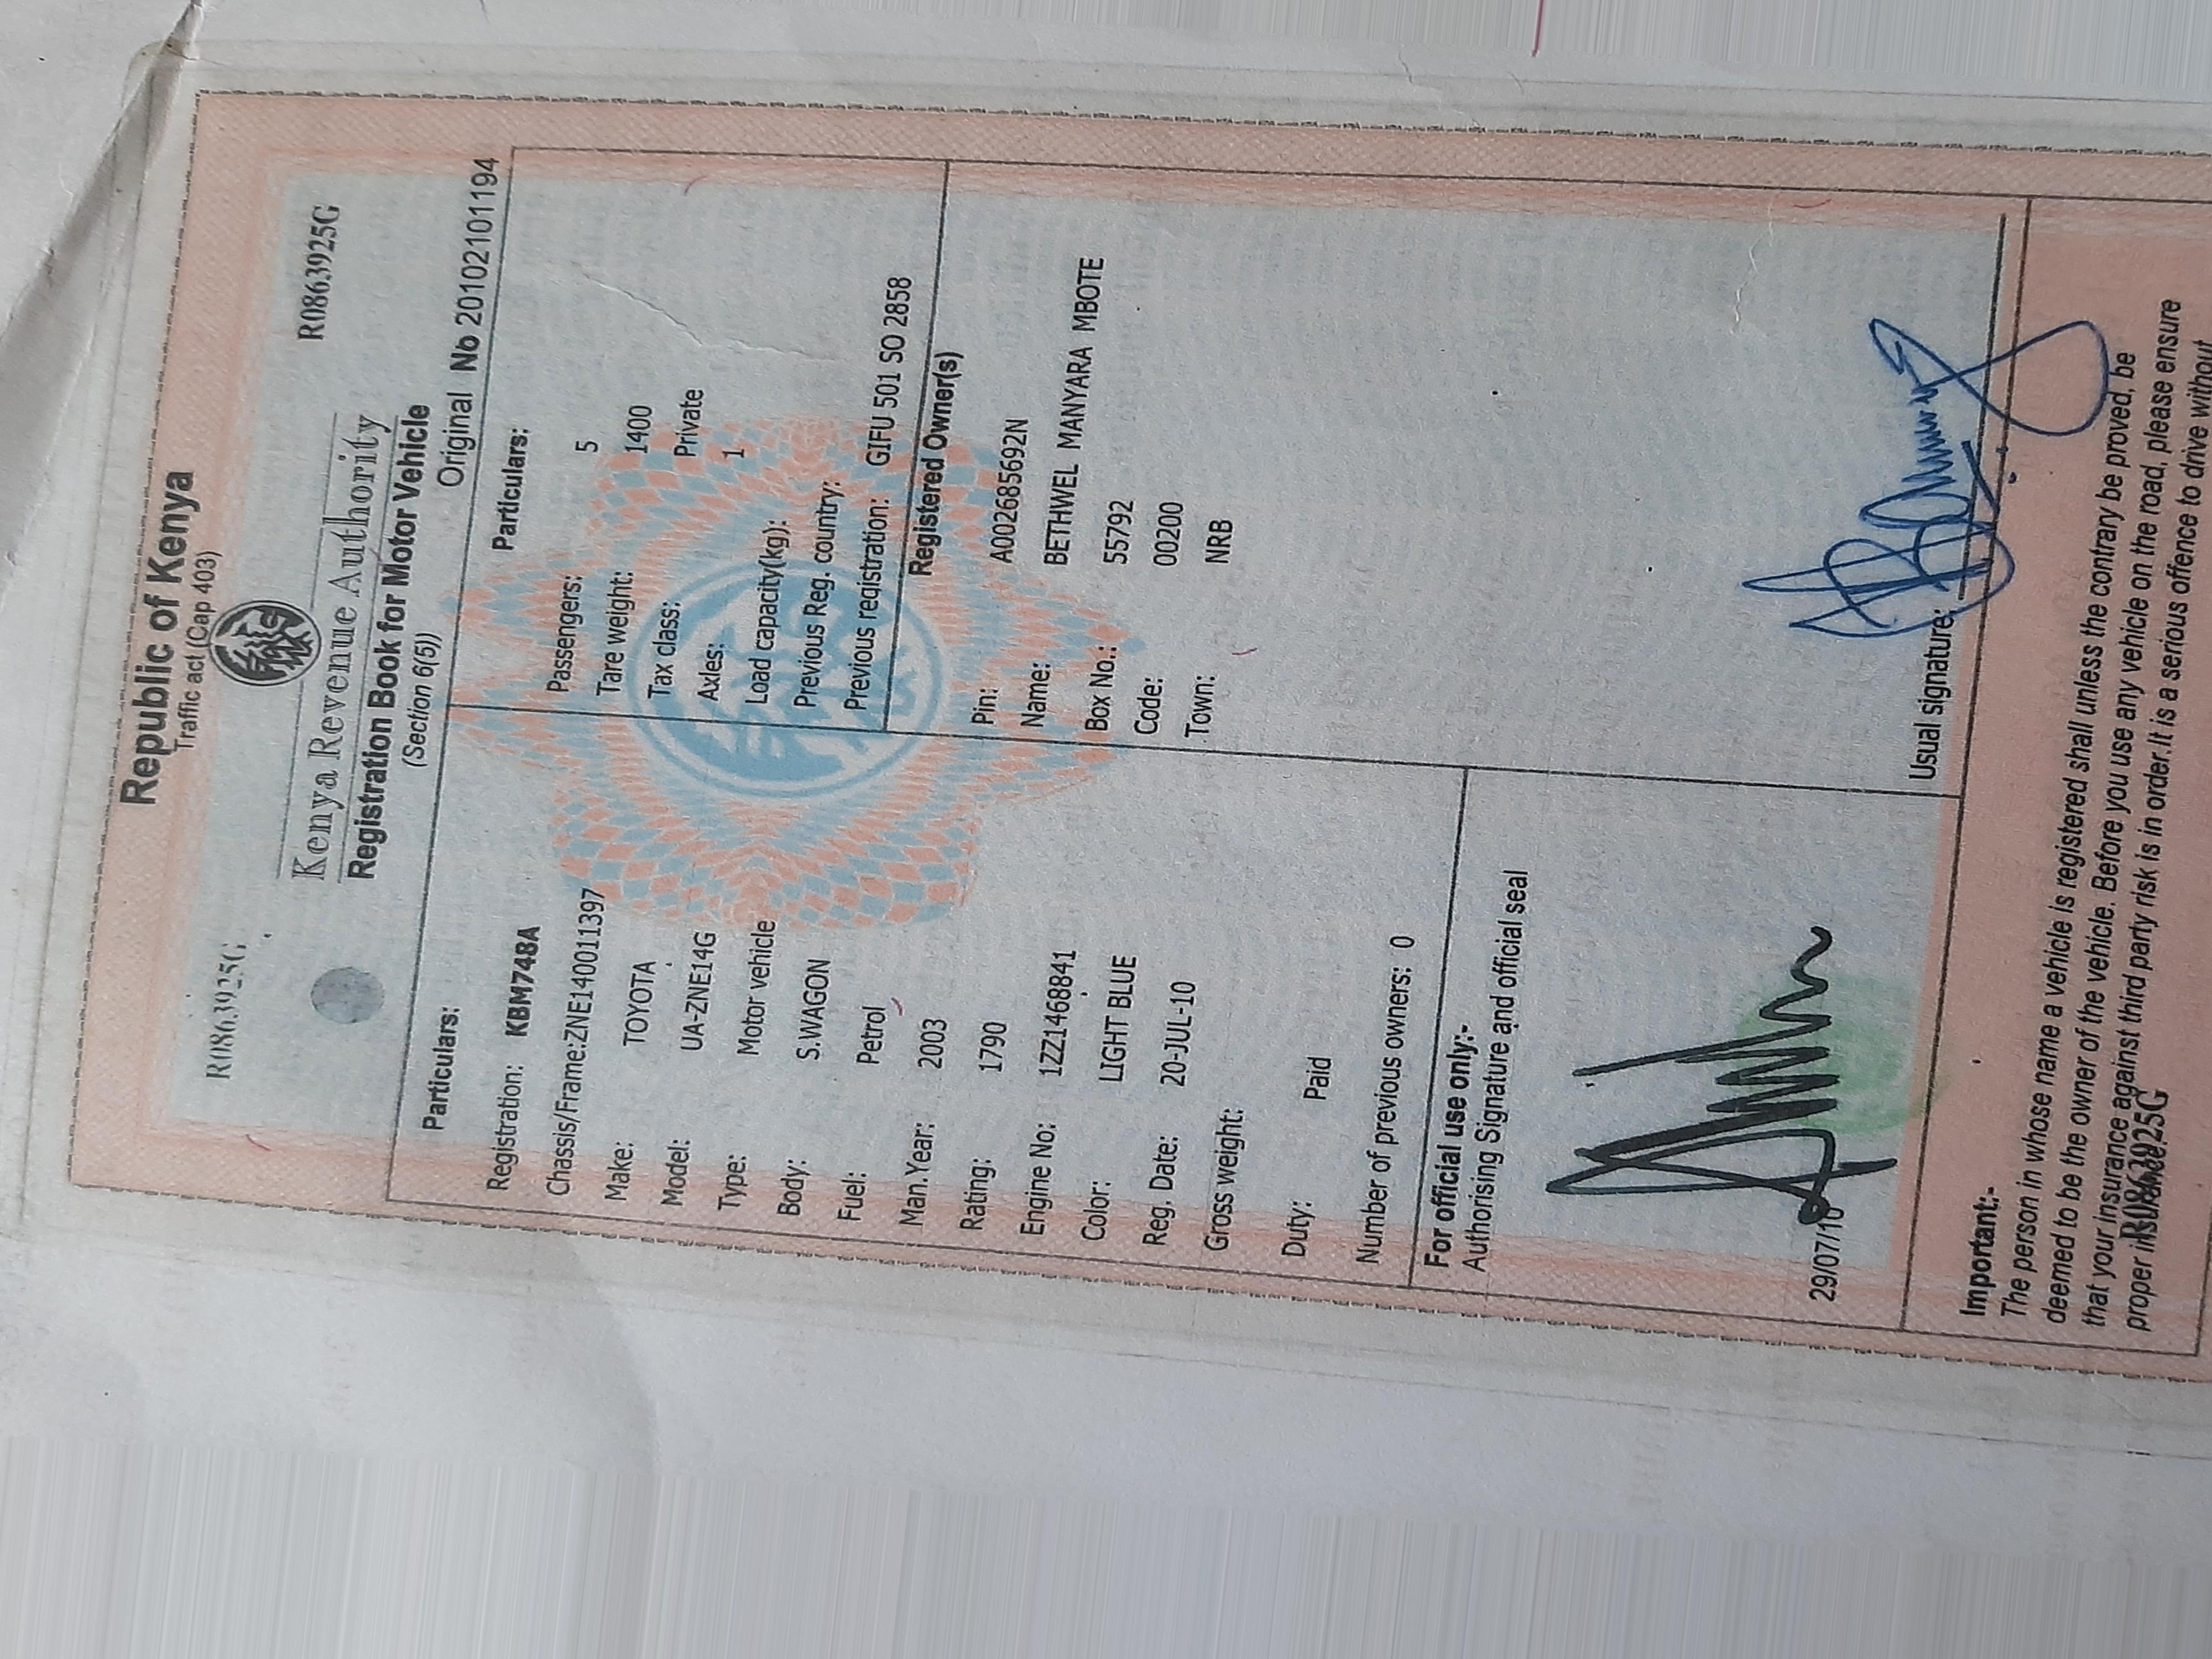 Republic of Kenya
Traffic act (Cap 403)
R0863925G
R0863925G
Kenya Revenue Authority
Registration Book for Motor Vehicle
(Section 6(5))
Original No 20102101194
Particulars:
Registration: KBM748A
Chassis/Frame:ZNE140011397
Make: TOYOTA
Model: UA-ZNE14G
Type: Motor vehicle
Body: S.WAGON
Fuel: Petrol
Man.Year: 2003
Rating: 1790
Engine No: 1ZZ1468841
Color: LIGHT BLUE
Reg. Date: 20-JUL-10
Gross weight:
Duty: Paid
Number of previous owners: 0
For official use only:-
Authorising Signature and official seal
29/07/10
Particulars:
Passengers: 5
Tare weight: 1400
Tax class: Private
Axles: 1
Load capacity(kg):
Previous Reg. country:
Previous registration: GIFU 501 SO 2858
Registered Owner(s)
Pin: A002685692N
Name: BETHWEL MANYARA MBOTE
Box No.: 55792
Code: 00200
Town: NRB
Usual signature:
Important:-
The person in whose name a vehicle is registered shall unless the contrary be proved, be
deemed to be the owner of the vehicle. Before you use any vehicle on the road, please ensure
that your insurance against third party risk is in order.It is a serious offence to drive without
proper insurance.
R0863925G